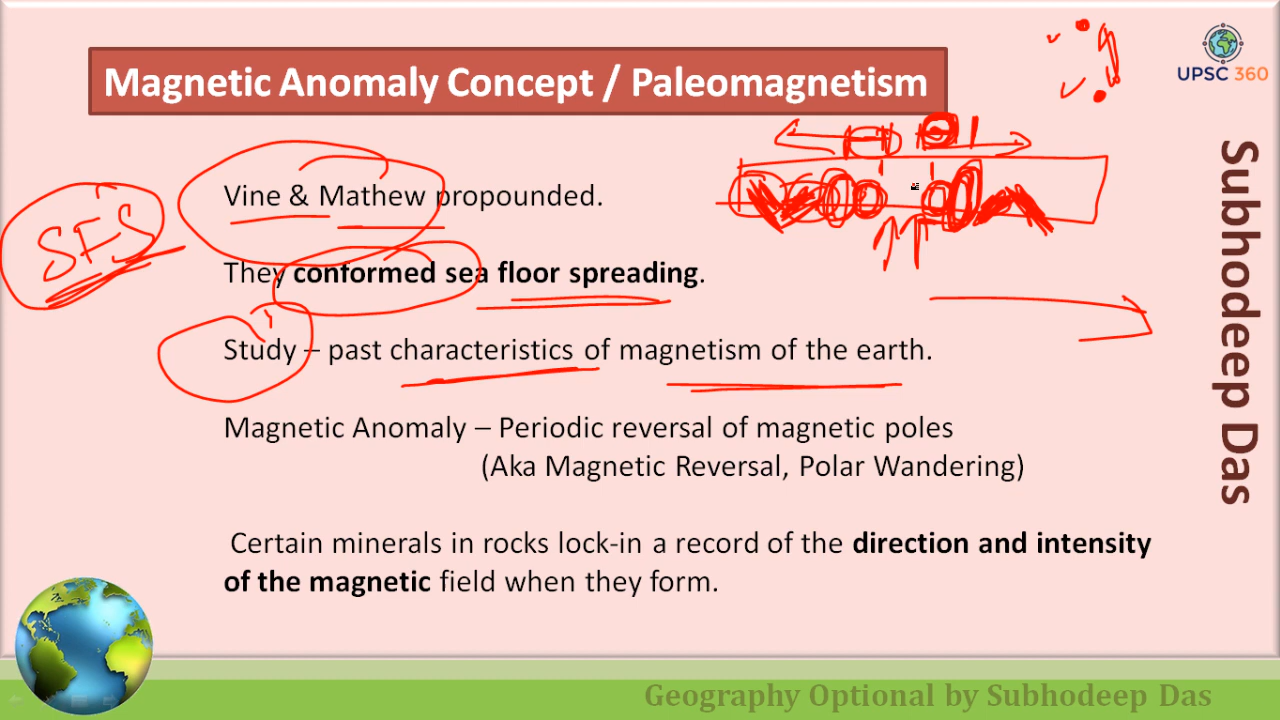 Magnetic Anomaly Concept / Paleomagnetism
UPSC 360
Vine & Mathew propounded.
SFS
They conformed sea floor spreading.
Study – past characteristics of magnetism of the earth.
Magnetic Anomaly – Periodic reversal of magnetic poles
(Aka Magnetic Reversal, Polar Wandering)
Certain minerals in rocks lock-in a record of the direction and intensity
of the magnetic field when they form.
Subhodeep Das
Geography Optional by Subhodeep Das